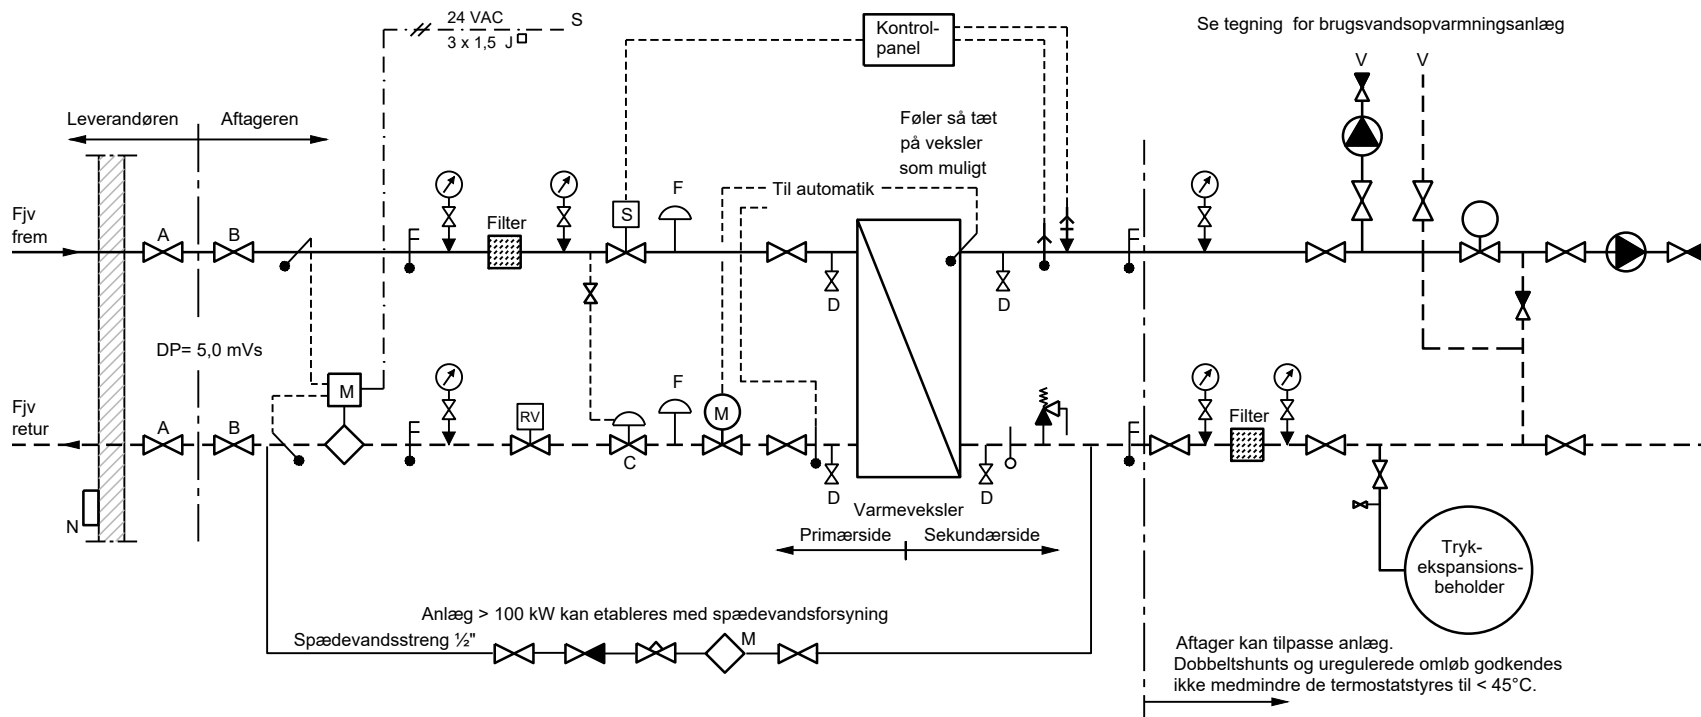 24 VAC
S
3 x 1,5 J
Kontrol-
panel
Se tegning for brugsvandsopvarmningsanlæg
V
V
Leverandøren
Aftageren
Føler så tæt
på veksler
som muligt
Til automatik
F
S
Filter
Fjv
frem
A
B
D
D
DP= 5,0 mVs
M
F
Fjv
retur
A
B
RV
M
C
Filter
D
D
N
Varmeveksler
Primærside
Sekundærside
Tryk-
ekspansions-
beholder
Anlæg > 100 kW kan etableres med spædevandsforsyning
Spædevandsstreng ½"
M
Aftager kan tilpasse anlæg.
Dobbeltshunts og uregulerede omløb godkendes
ikke medmindre de termostatstyres til < 45°C.